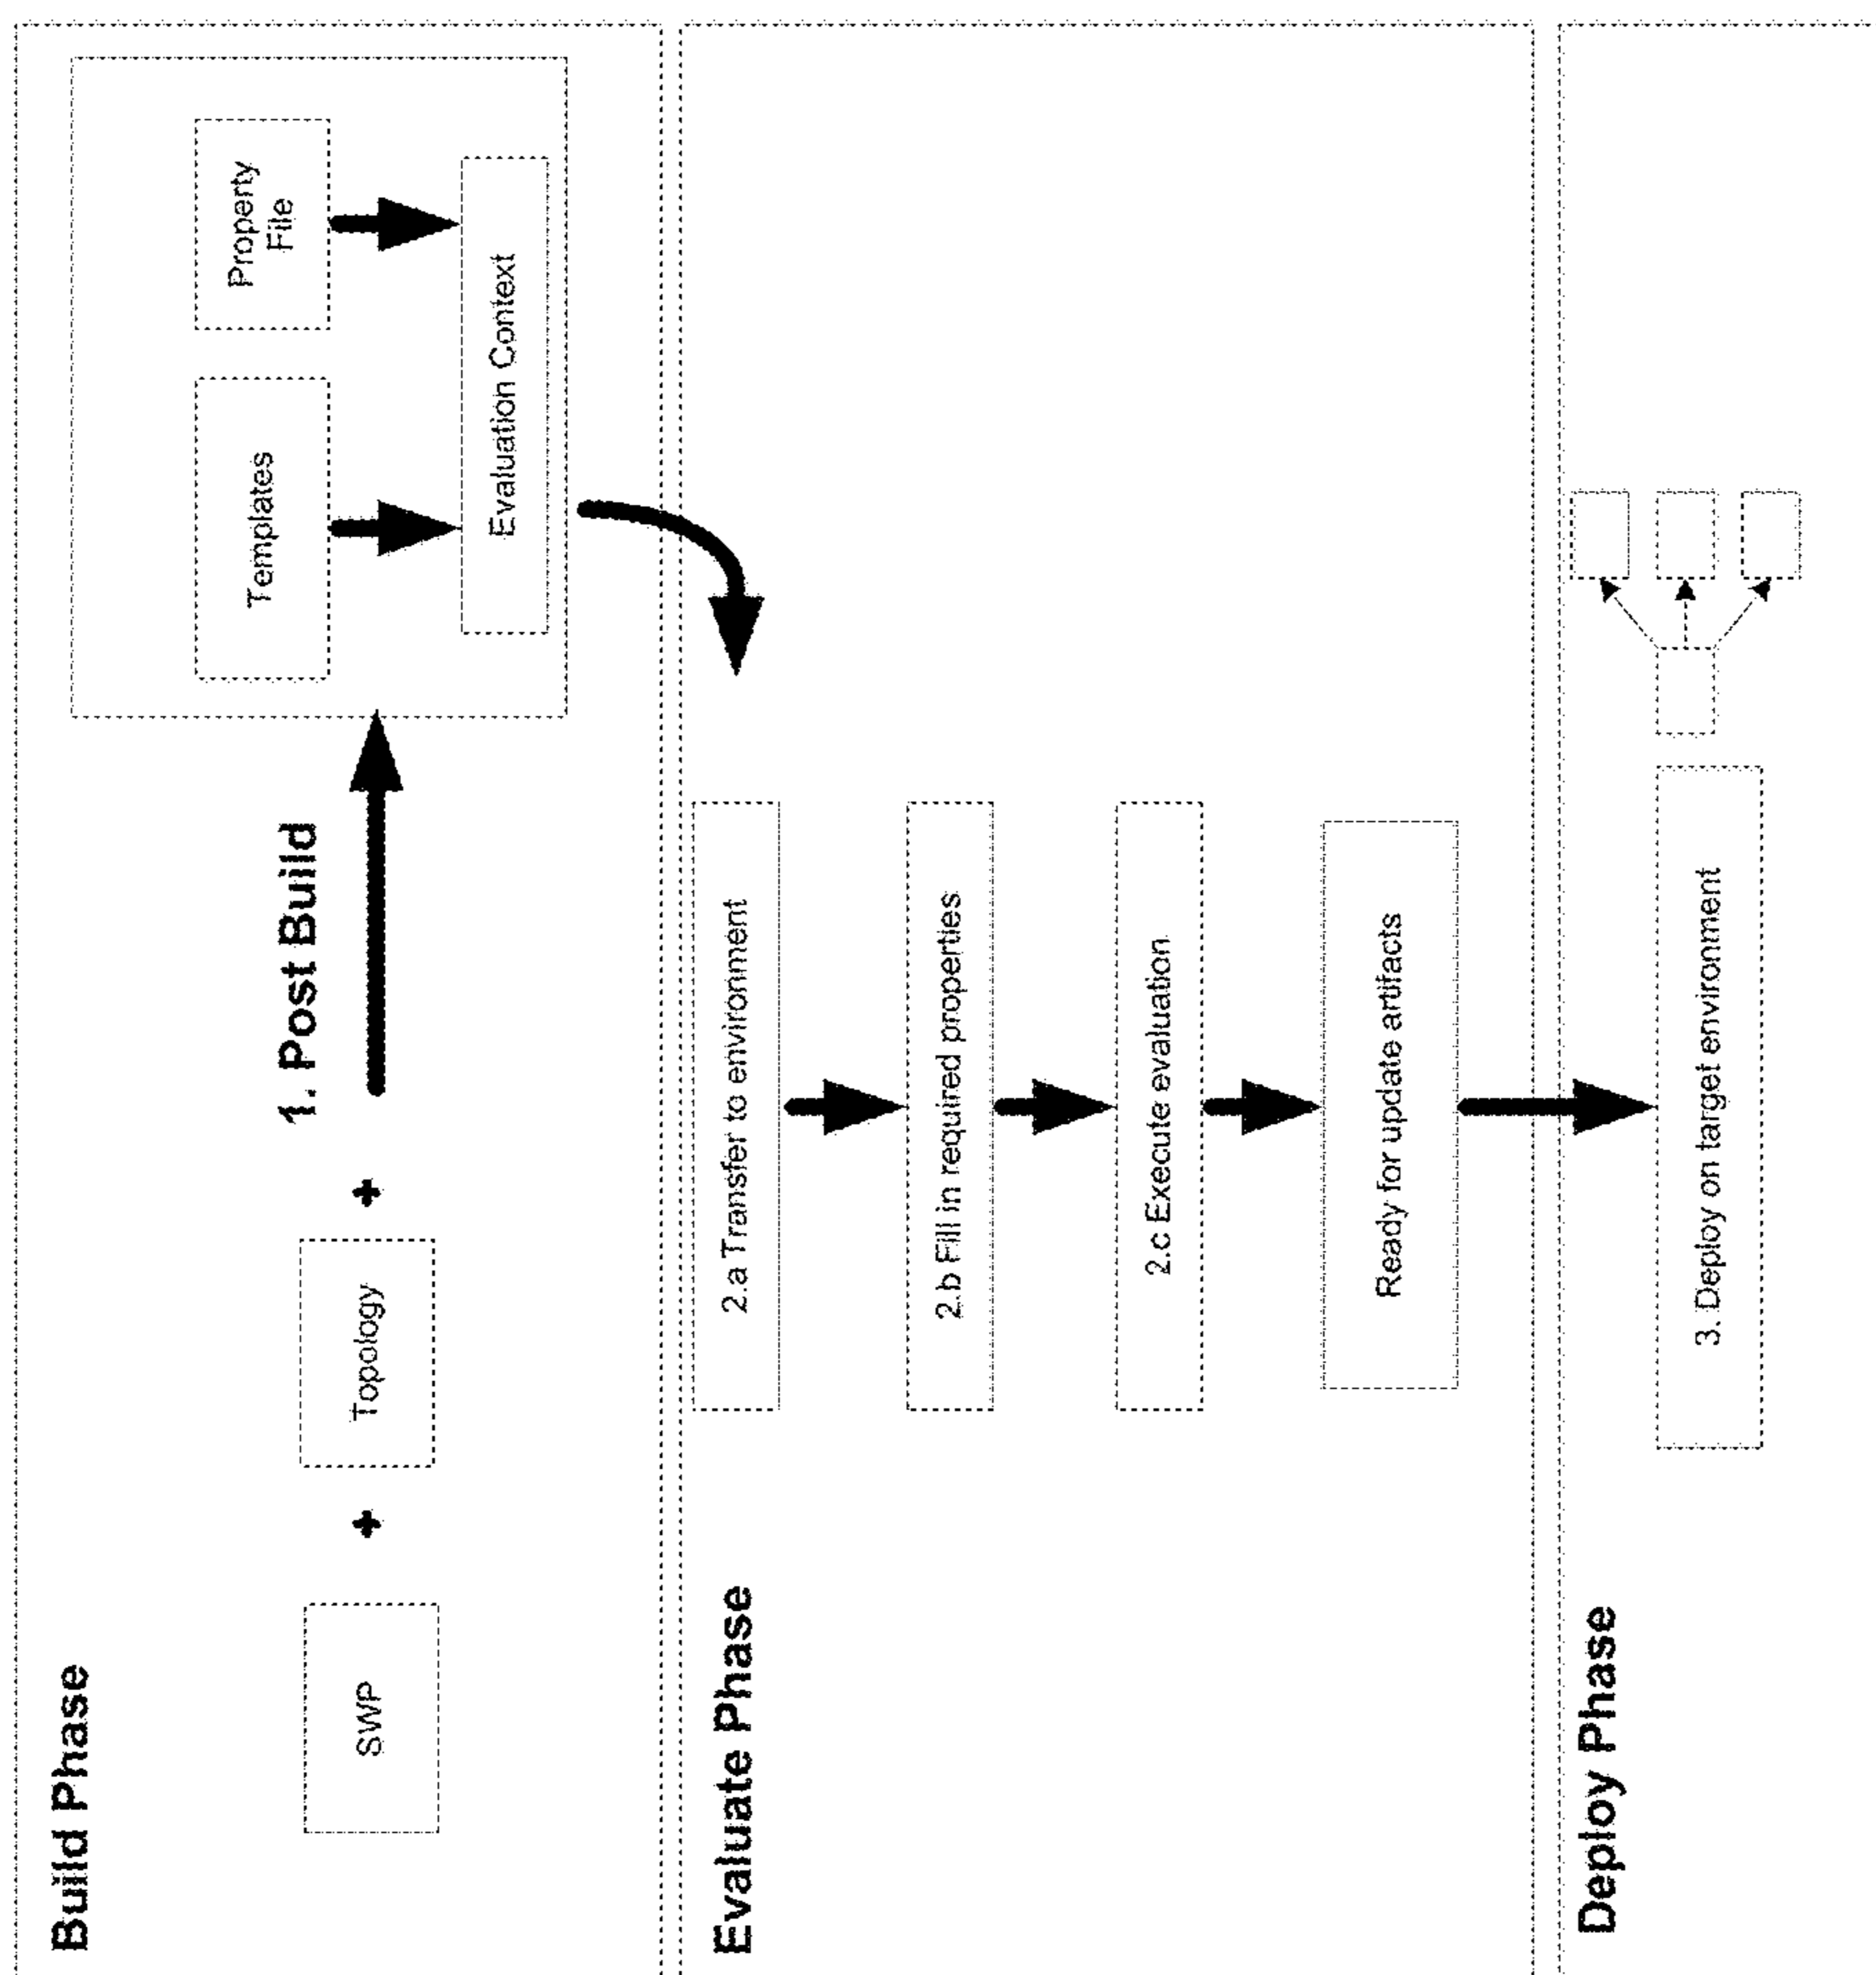 Build Phase
SWP
+
Topology
+
1. Post Build
Templates
Property
File
Evaluation Context
Evaluate Phase
2.a Transfer to environment
2.b Fill in required properties
2.c Execute evaluation
Ready for update artifacts
Deploy Phase
3. Deploy on target environment